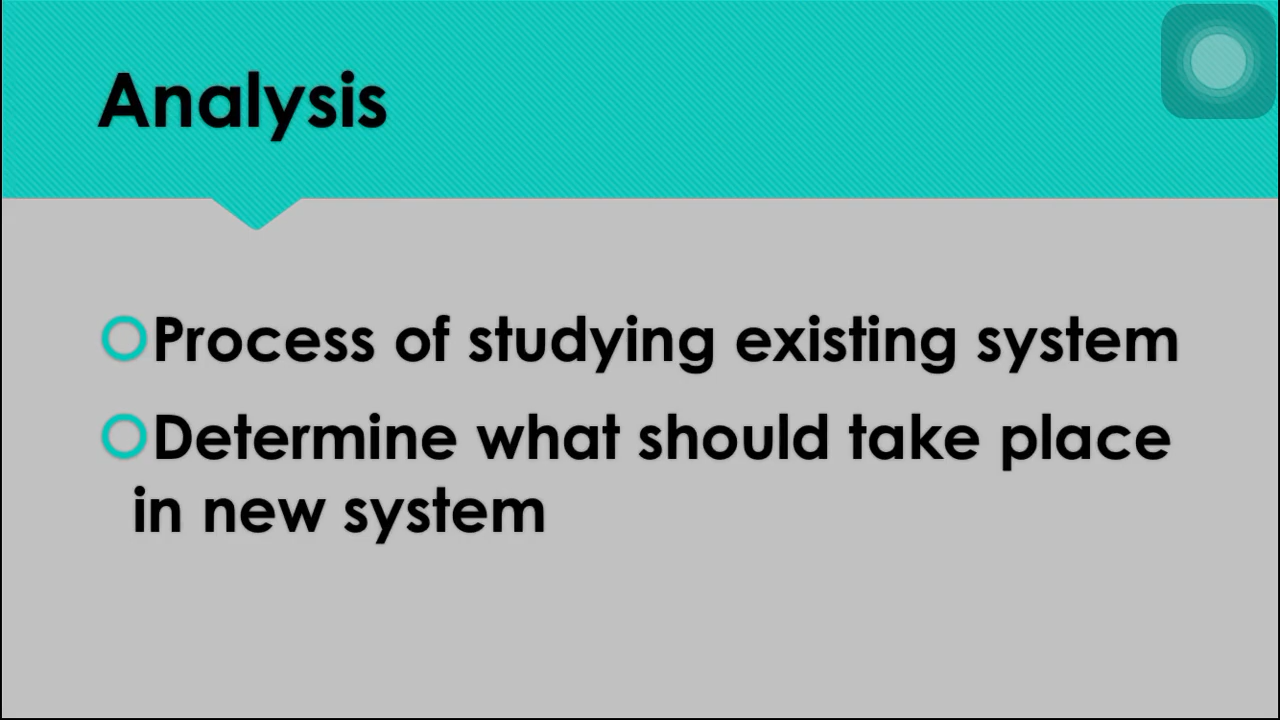 Analysis
Process of studying existing system
Determine what should take place
in new system